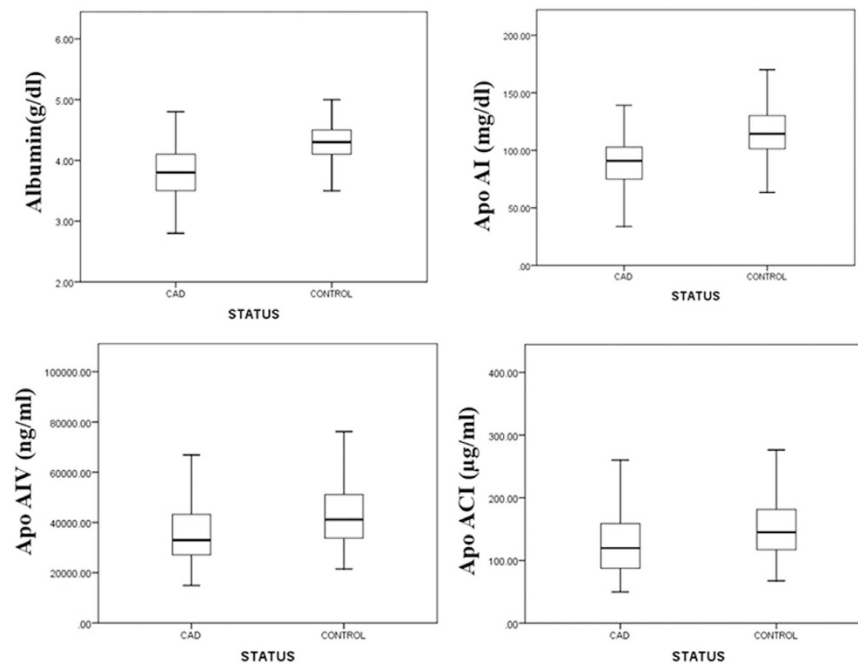 Albumin(g/dl)
6.00
5.00
4.00
3.00
2.00
CAD
CONTROL
STATUS
Apo AI (mg/dl)
200.00
150.00
100.00
50.00
.00
CAD
CONTROL
STATUS
Apo AIV (ng/ml)
100000.00
80000.00
60000.00
40000.00
20000.00
.00
CAD
CONTROL
STATUS
Apo ACI (µg/ml)
400.00
300.00
200.00
100.00
.00
CAD
CONTROL
STATUS